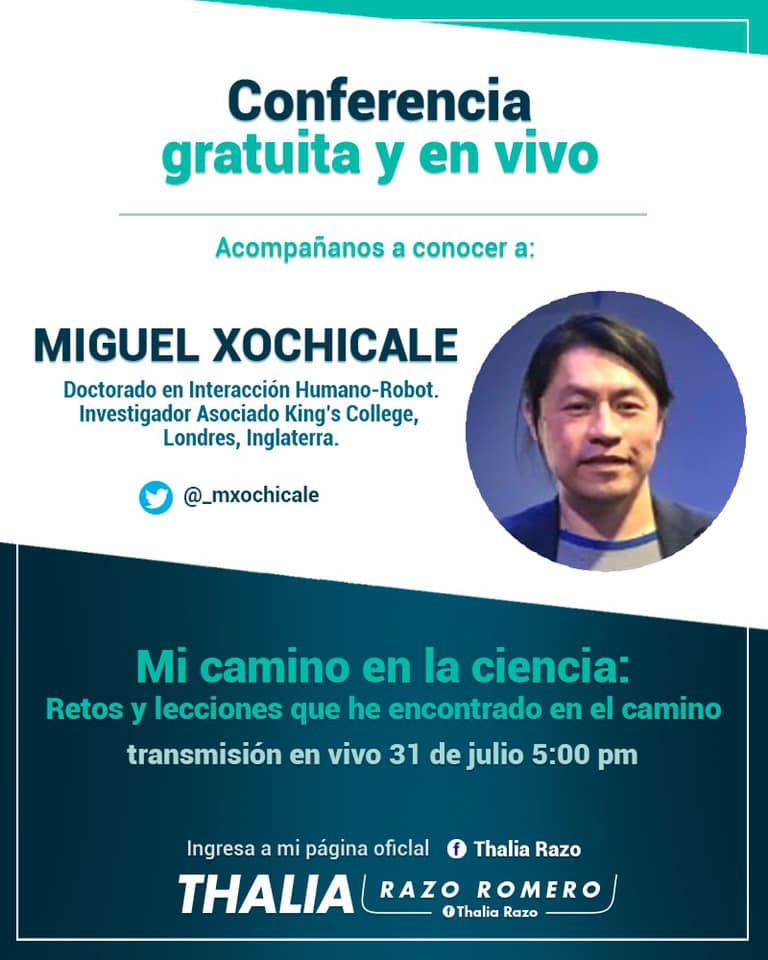 Conferencia
gratuita y en vivo
Acompañanos a conocer a:
MIGUEL XOCHICALE
Doctorado en Interacción Humano-Robot.
Investigador Asociado King's College,
Londres, Inglaterra.
@_mxochicale
Mi camino en la ciencia:
Retos y lecciones que he encontrado en el camino
transmisión en vivo 31 de julio 5:00 pm
Ingresa a mi página oficlal f Thalia Razo
THALIA RAZO ROMERO
f Thalia Razo